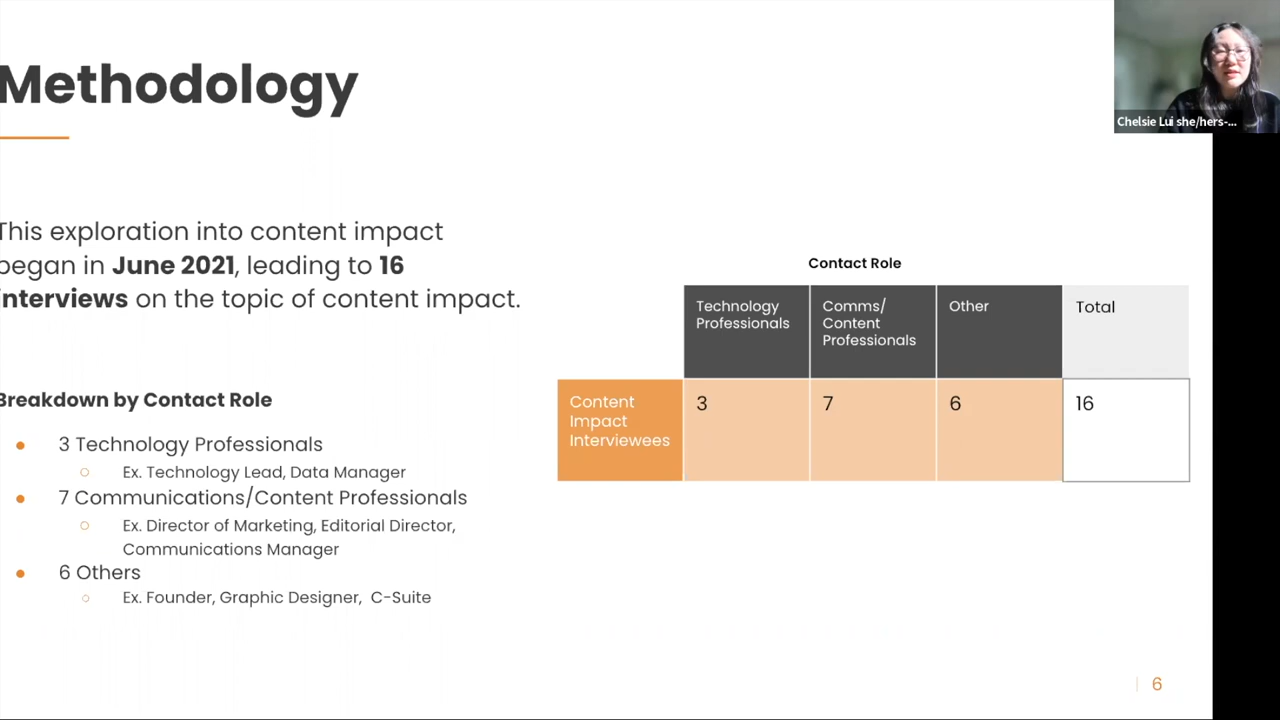 Methodology
This exploration into content impact
began in June 2021, leading to 16
interviews on the topic of content impact.
Breakdown by Contact Role
3 Technology Professionals
Ex. Technology Lead, Data Manager
7 Communications/Content Professionals
Ex. Director of Marketing, Editorial Director,
Communications Manager
6 Others
Ex. Founder, Graphic Designer, C-Suite
Contact Role
Technology
Professionals
Comms/
Content
Professionals
Other
Total
Content
Impact
Interviewees
3
7
6
16
| 6
Chelsie Lui she/hers-...